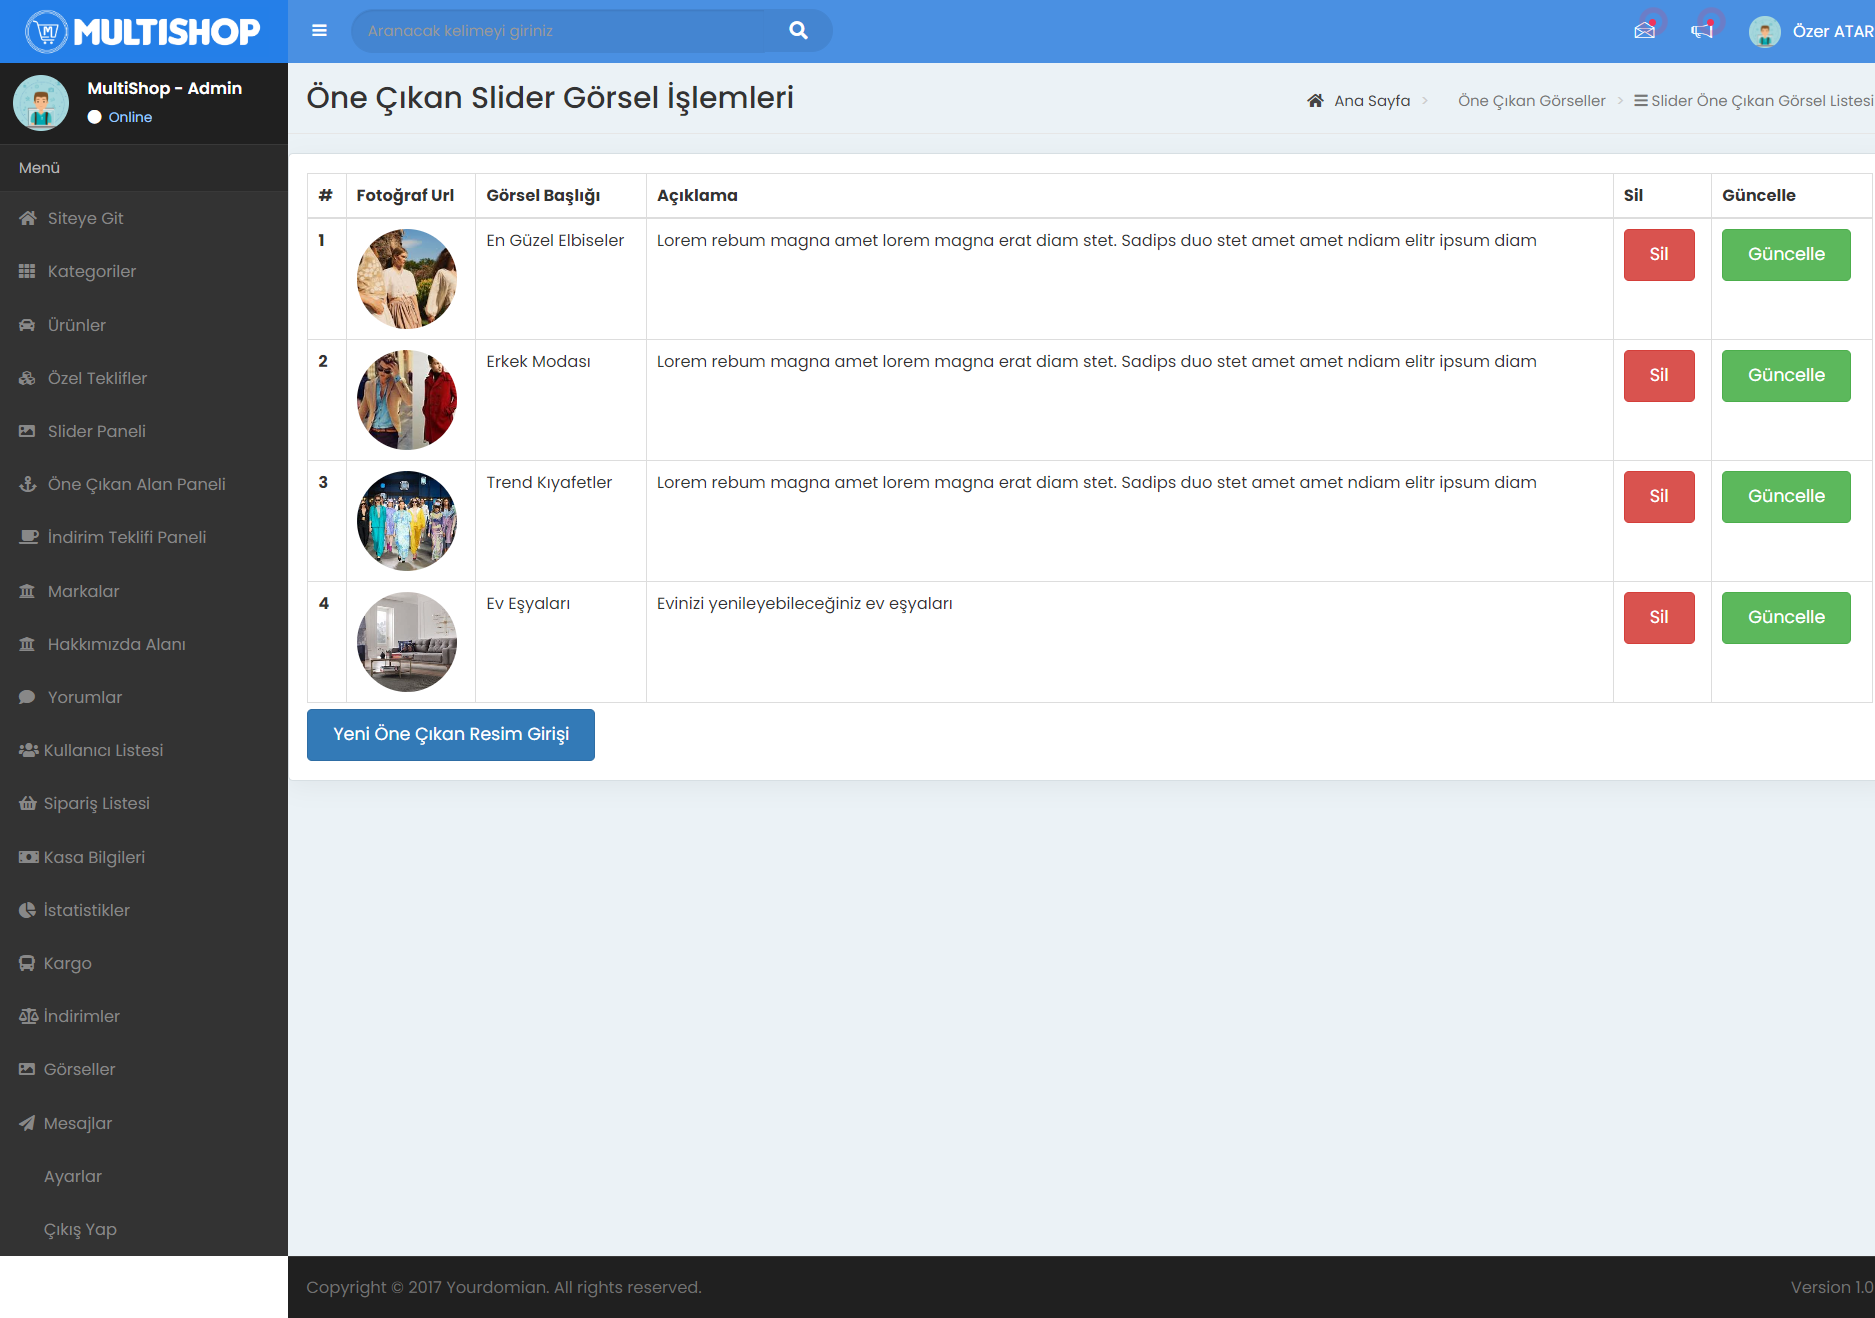 MULTISHOP
Aranacak kelimeyi giriniz
Özer ATAR
MultiShop - Admin
Online
Menü
Siteye Git
Kategoriler
Ürünler
Özel Teklifler
Slider Paneli
Öne Çıkan Alan Paneli
İndirim Teklifi Paneli
Markalar
Hakkımızda Alanı
Yorumlar
Kullanıcı Listesi
Sipariş Listesi
Kasa Bilgileri
İstatistikler
Kargo
İndirimler
Görseller
Mesajlar
Ayarlar
Çıkış Yap
Öne Çıkan Slider Görsel İşlemleri
Ana Sayfa > Öne Çıkan Görseller > Slider Öne Çıkan Görsel Listesi
# Fotoğraf Url Görsel Başlığı Açıklama Sil Güncelle
1 En Güzel Elbiseler Lorem rebum magna amet lorem magna erat diam stet. Sadips duo stet amet amet ndiam elitr ipsum diam Sil Güncelle
2 Erkek Modası Lorem rebum magna amet lorem magna erat diam stet. Sadips duo stet amet amet ndiam elitr ipsum diam Sil Güncelle
3 Trend Kıyafetler Lorem rebum magna amet lorem magna erat diam stet. Sadips duo stet amet amet ndiam elitr ipsum diam Sil Güncelle
4 Ev Eşyaları Evinizi yenileyebileceğiniz ev eşyaları Sil Güncelle
Yeni Öne Çıkan Resim Girişi
Copyright © 2017 Yourdomian. All rights reserved.
Version 1.0